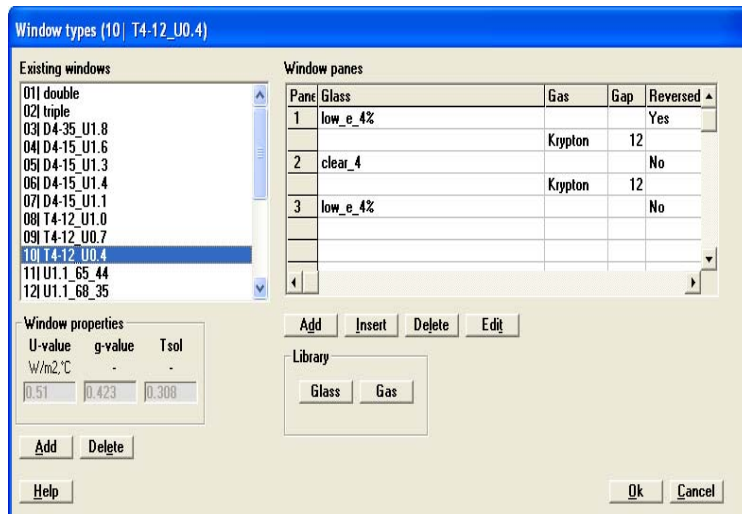 Window types (10| T4-12_U0.4)
Existing windows
01| double
02| triple
03| D4-35_U1.8
04| D4-15_U1.6
05| D4-15_U1.3
06| D4-15_U1.4
07| D4-15_U1.1
08| T4-12_U1.0
09| T4-12_U0.7
10| T4-12_U0.4
11| U1.1_65_44
12| U1.1_68_35
Window panes
Pane Glass Gas Gap Reversed
1 low_e_4% Yes
Krypton 12
2 clear_4 No
Krypton 12
3 low_e_4% No
Add Insert Delete Edit
Window properties
U-value g-value Tsol
W/m2,°C - -
0.51 0.423 0.308
Library
Glass Gas
Add Delete
Help
Ok Cancel